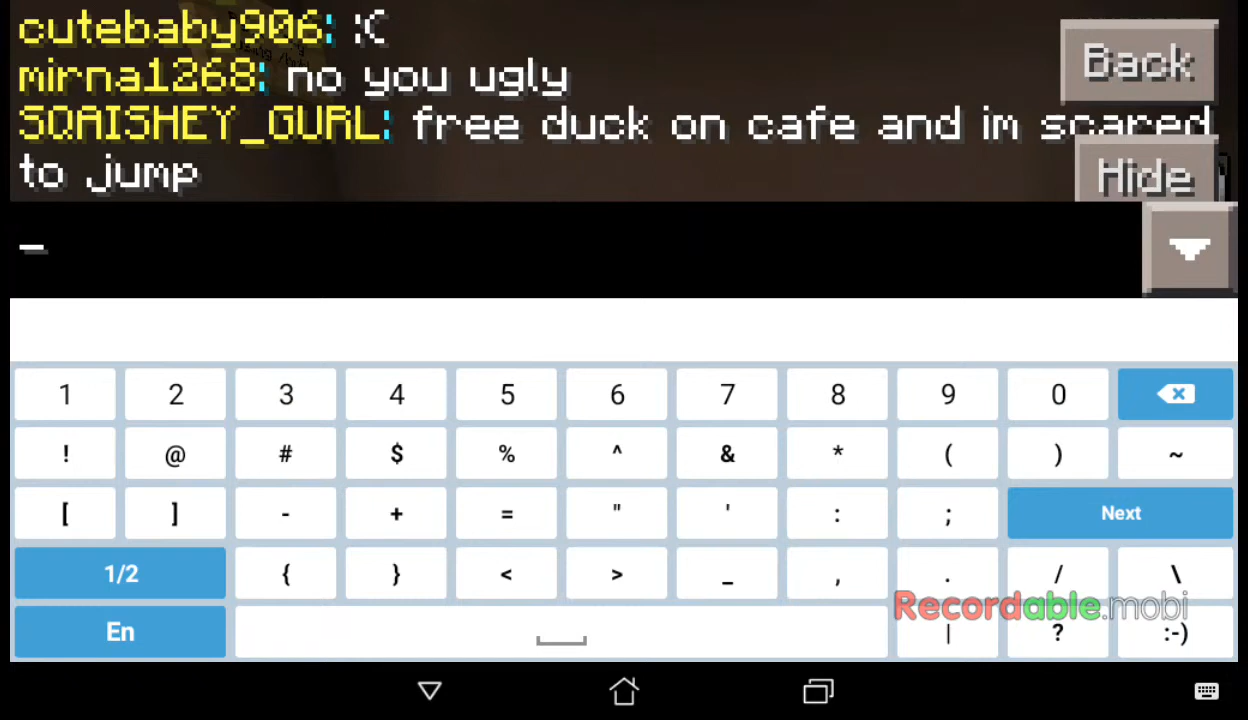 cutebaby906: :C
mirna1268: no you ugly
SQAISHEY_GURL: free duck on cafe and im scared
to jump
Back
Hide
_
1 2 3 4 5 6 7 8 9 0
! @ # $ % ^ & * ( ) ~
[ ] - + = " ' : ; Next
1/2 { } < > _ , . / \
Recordable.mobi
En | ? :-)